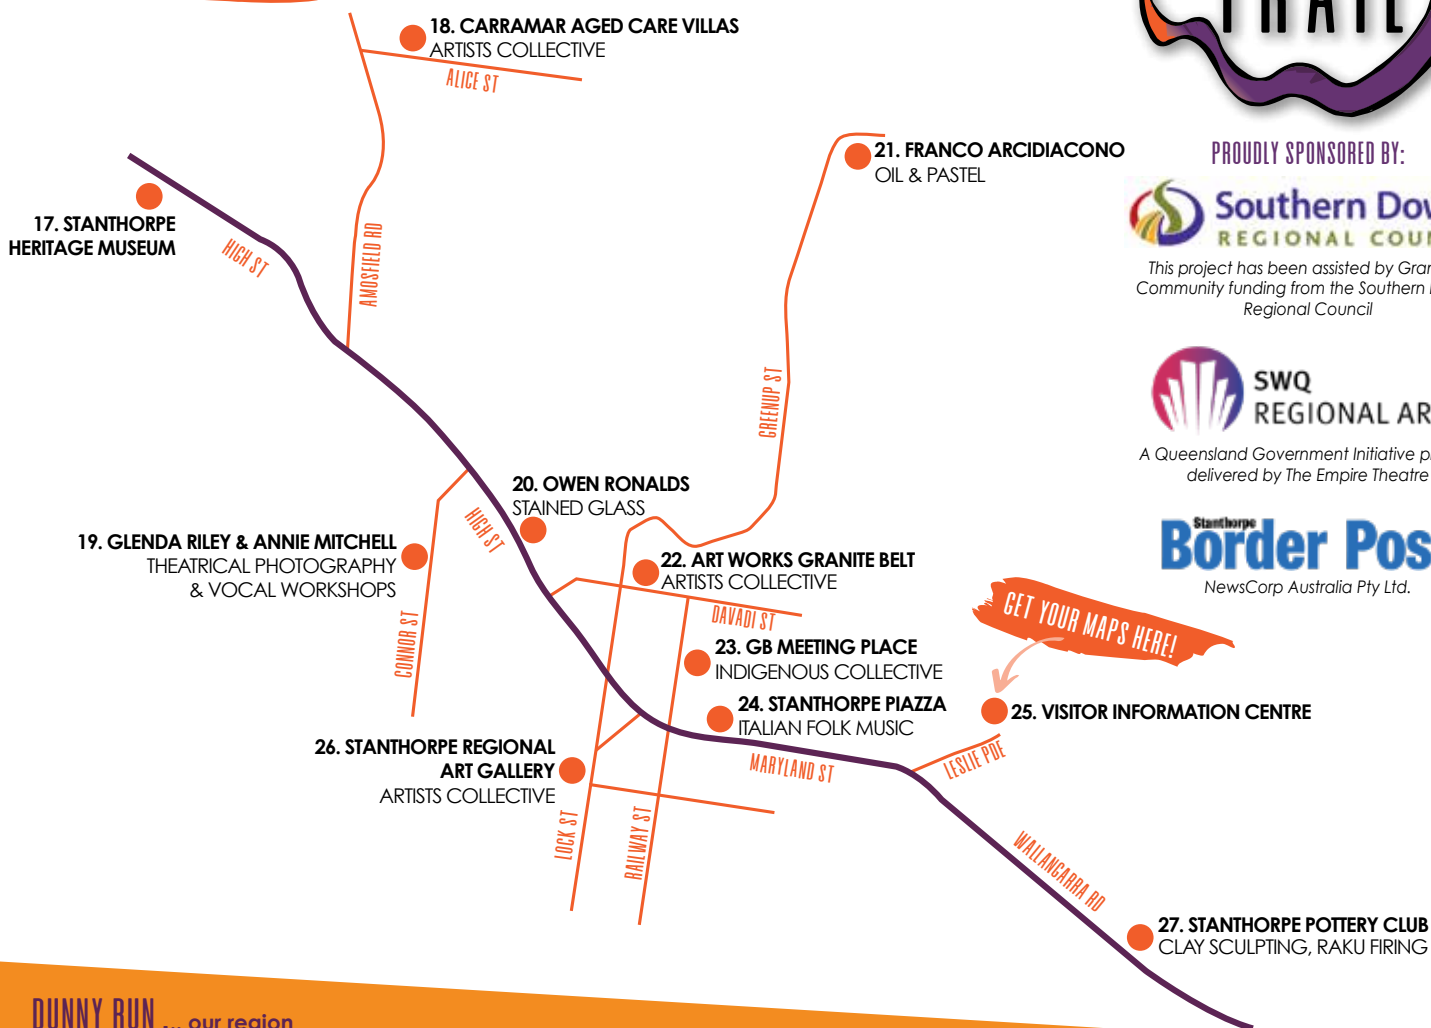 TRAIL
18. CARRAMAR AGED CARE VILLAS
ARTISTS COLLECTIVE
ALICE ST
21. FRANCO ARCIDIACONO
OIL & PASTEL
PROUDLY SPONSORED BY:
Southern Dow
REGIONAL COUN
This project has been assisted by Gran
Community funding from the Southern
Regional Council
17. STANTHORPE
HERITAGE MUSEUM
HIGH ST
AMOSFIELD RD
GREENUP ST
SWQ
REGIONAL AR
A Queensland Government Initiative p
delivered by The Empire Theatre
20. OWEN RONALDS
STAINED GLASS
HIGH ST
19. GLENDA RILEY & ANNIE MITCHELL
THEATRICAL PHOTOGRAPHY
& VOCAL WORKSHOPS
CONNOR ST
22. ART WORKS GRANITE BELT
ARTISTS COLLECTIVE
DAVADI ST
Stanthorpe
Border Pos
NewsCorp Australia Pty Ltd.
GET YOUR MAPS HERE!
23. GB MEETING PLACE
INDIGENOUS COLLECTIVE
24. STANTHORPE PIAZZA
ITALIAN FOLK MUSIC
25. VISITOR INFORMATION CENTRE
26. STANTHORPE REGIONAL
ART GALLERY
ARTISTS COLLECTIVE
MARYLAND ST
LESLIE PDE
LOCK ST
RAILWAY ST
WALLANGARRA RD
27. STANTHORPE POTTERY CLUB
CLAY SCULPTING, RAKU FIRING
DUNNY RUN ... our region